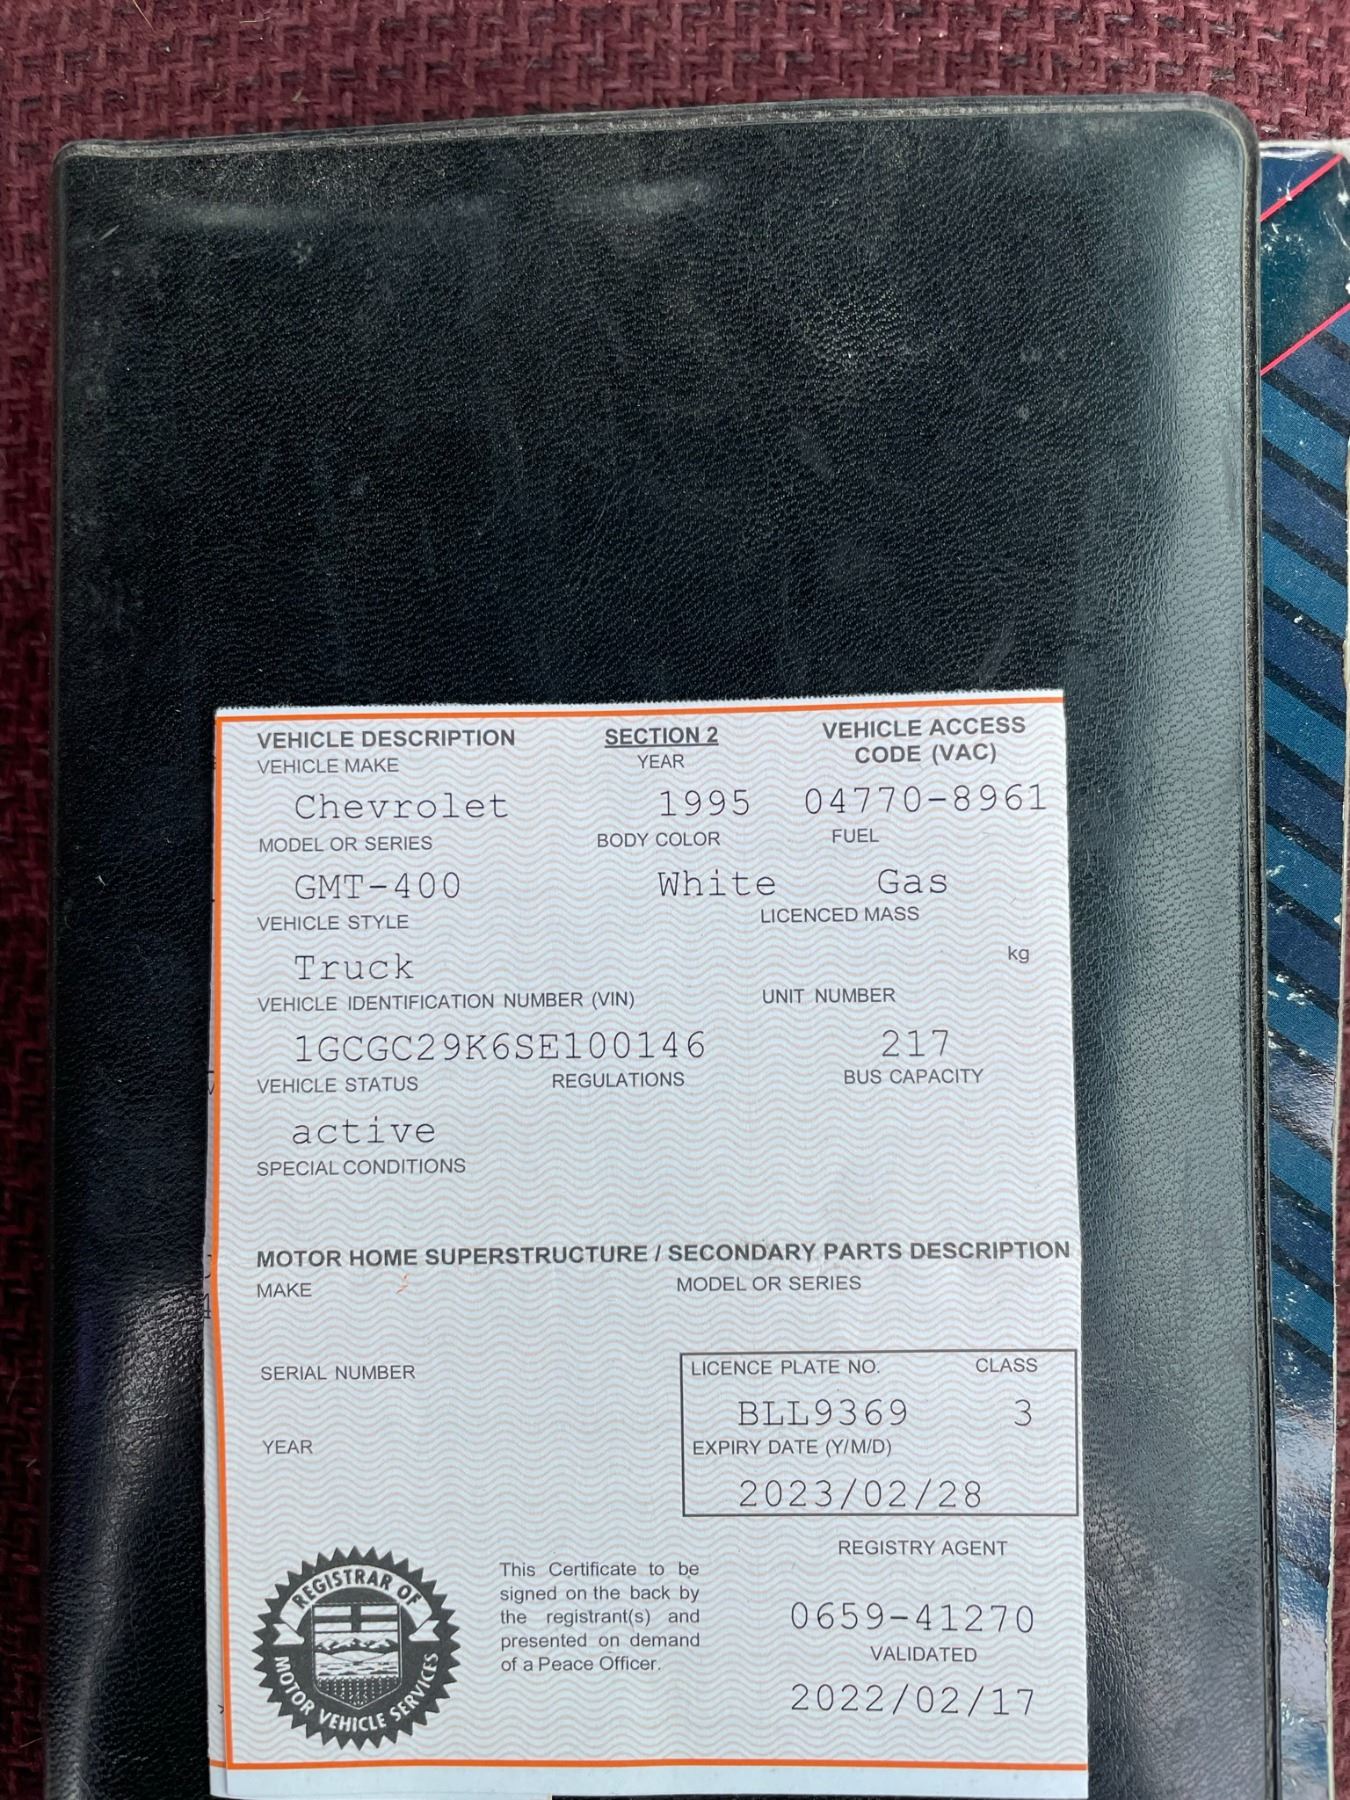 VEHICLE DESCRIPTION SECTION 2 VEHICLE ACCESS
VEHICLE MAKE YEAR CODE (VAC)
Chevrolet 1995 04770-8961
MODEL OR SERIES BODY COLOR FUEL
GMT-400 White Gas
VEHICLE STYLE LICENCED MASS
Truck kg
VEHICLE IDENTIFICATION NUMBER (VIN) UNIT NUMBER
1GCGC29K6SE100146 217
VEHICLE STATUS REGULATIONS BUS CAPACITY
active
SPECIAL CONDITIONS
MOTOR HOME SUPERSTRUCTURE / SECONDARY PARTS DESCRIPTION
MAKE MODEL OR SERIES
SERIAL NUMBER LICENCE PLATE NO. CLASS
BLL9369 3
YEAR EXPIRY DATE (Y/M/D)
2023/02/28
REGISTRY AGENT
0659-41270
VALIDATED
2022/02/17
This Certificate to be
signed on the back by
the registrant(s) and
presented on demand
of a Peace Officer.
REGISTRAR OF
MOTOR VEHICLE SERVICES